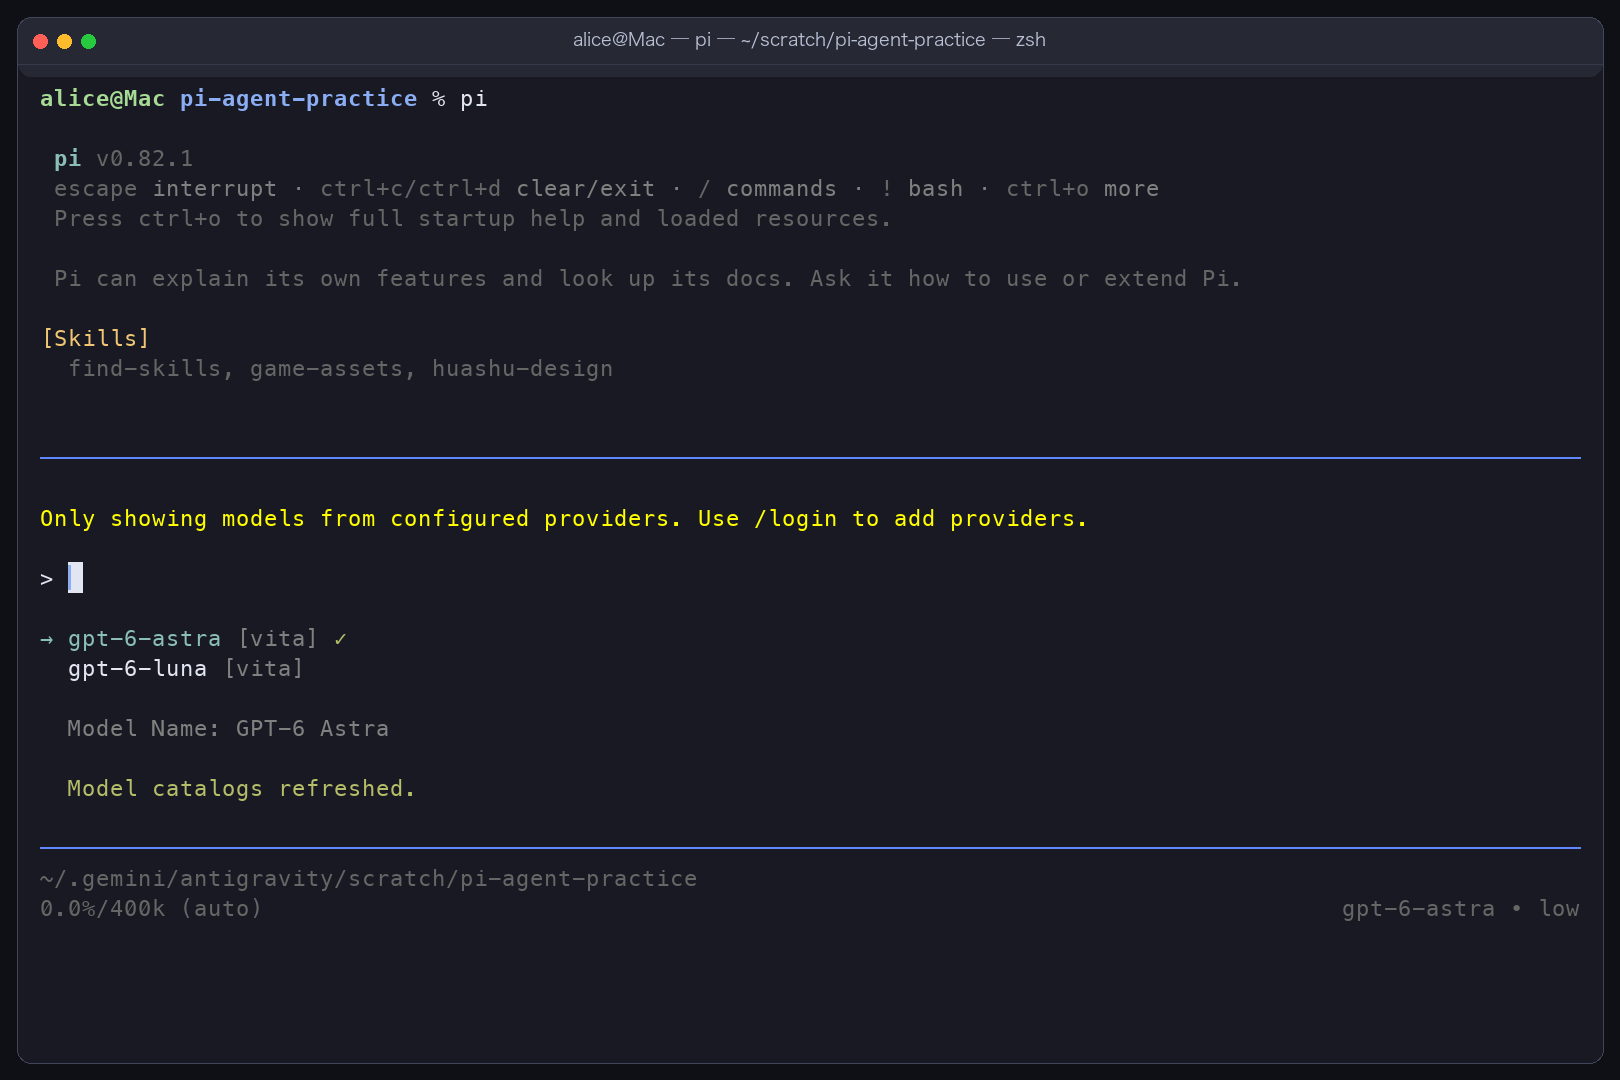 alice@Mac — pi — ~/scratch/pi-agent-practice — zsh
alice@Mac pi-agent-practice % pi
pi v0.82.1
escape interrupt · ctrl+c/ctrl+d clear/exit · / commands · ! bash · ctrl+o more
Press ctrl+o to show full startup help and loaded resources.
Pi can explain its own features and look up its docs. Ask it how to use or extend Pi.
[Skills]
find-skills, game-assets, huashu-design
Only showing models from configured providers. Use /login to add providers.
>
→ gpt-6-astra [vita] ✓
gpt-6-luna [vita]
Model Name: GPT-6 Astra
Model catalogs refreshed.
~/.gemini/antigravity/scratch/pi-agent-practice
0.0%/400k (auto) gpt-6-astra • low